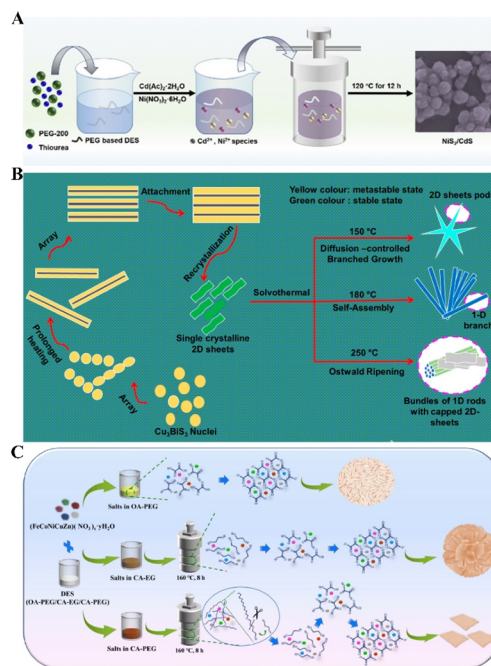 A
Cd(Ac)₂·2H₂O
Ni(NO₃)₂·6H₂O
120 °C for 12 h
PEG-200
Thiourea
PEG based DES
Cd²⁺, Ni²⁺ species
NiS₂/CdS
B
Attachment
Array
Recrystallization
Prolonged
heating
Array
Cu₃BiS₃ Nuclei
Single crystalline
2D sheets
Solvothermal
Yellow colour: metastable state
Green colour : stable state
150 °C
Diffusion –controlled
Branched Growth
2D sheets pod
180 °C
Self-Assembly
1-D
branch
250 °C
Ostwald Ripening
Bundles of 1D rods
with capped 2D-
sheets
C
(FeCoNiCuZn)( NO₃)ₓ·yH₂O
Salts in OA-PEG
DES
(OA-PEG/CA-EG/CA-PEG)
Salts in CA-EG
160 °C, 8 h
Salts in CA-PEG
160 °C, 8 h